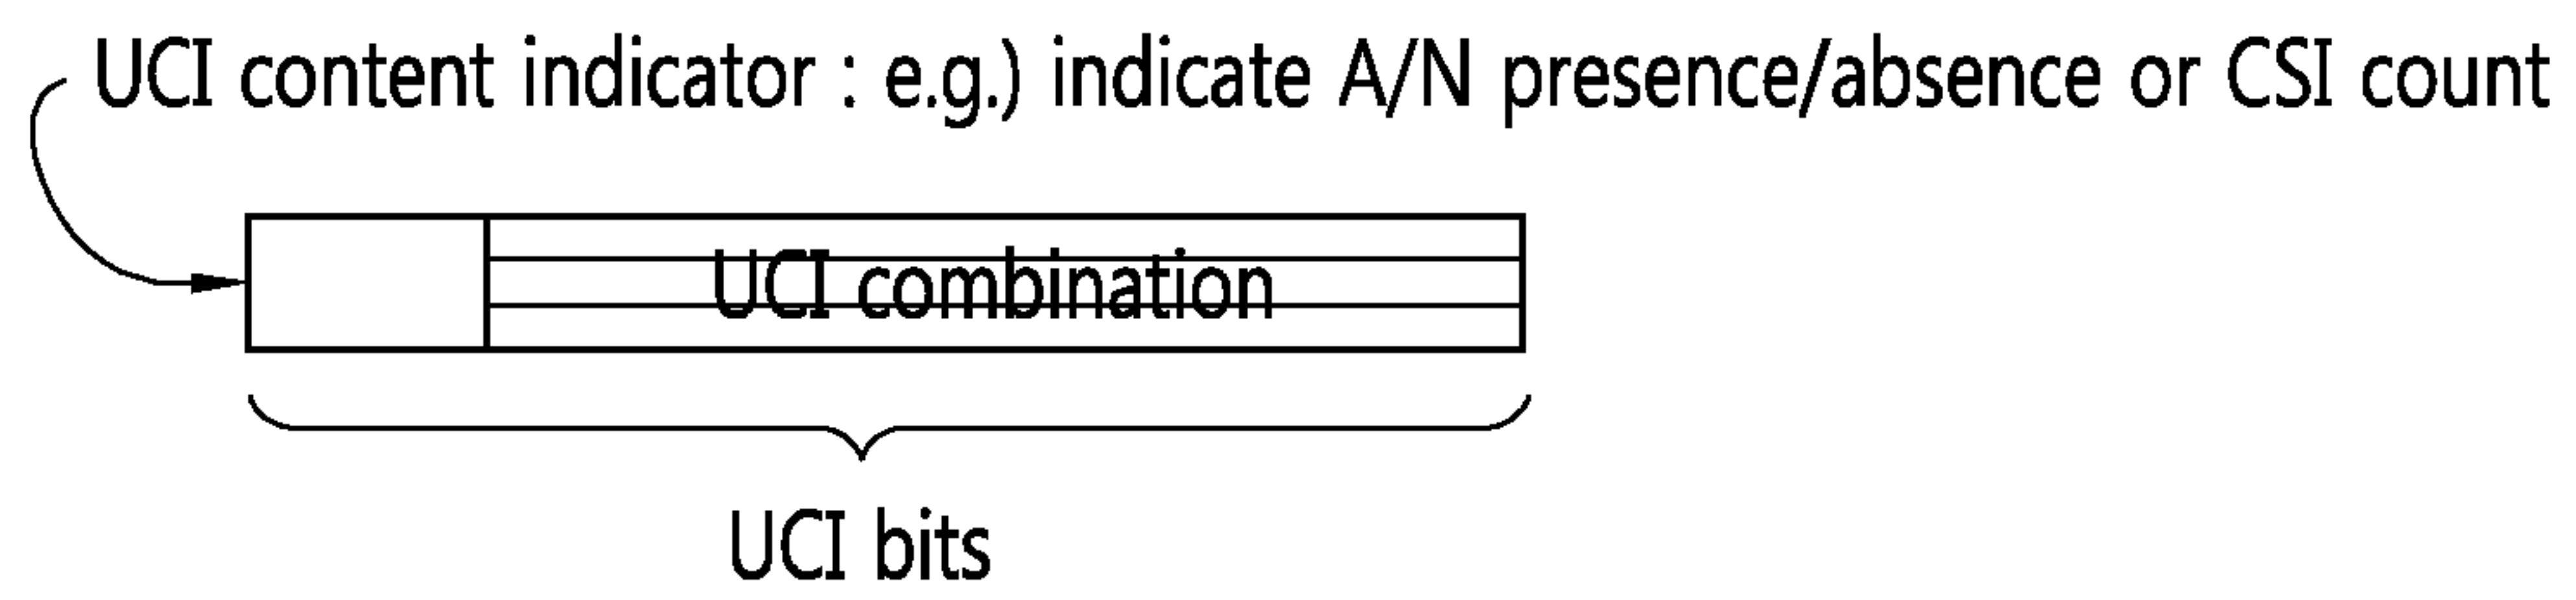 UCI content indicator : e.g.) indicate A/N presence/absence or CSI count
UCI combination
UCI bits